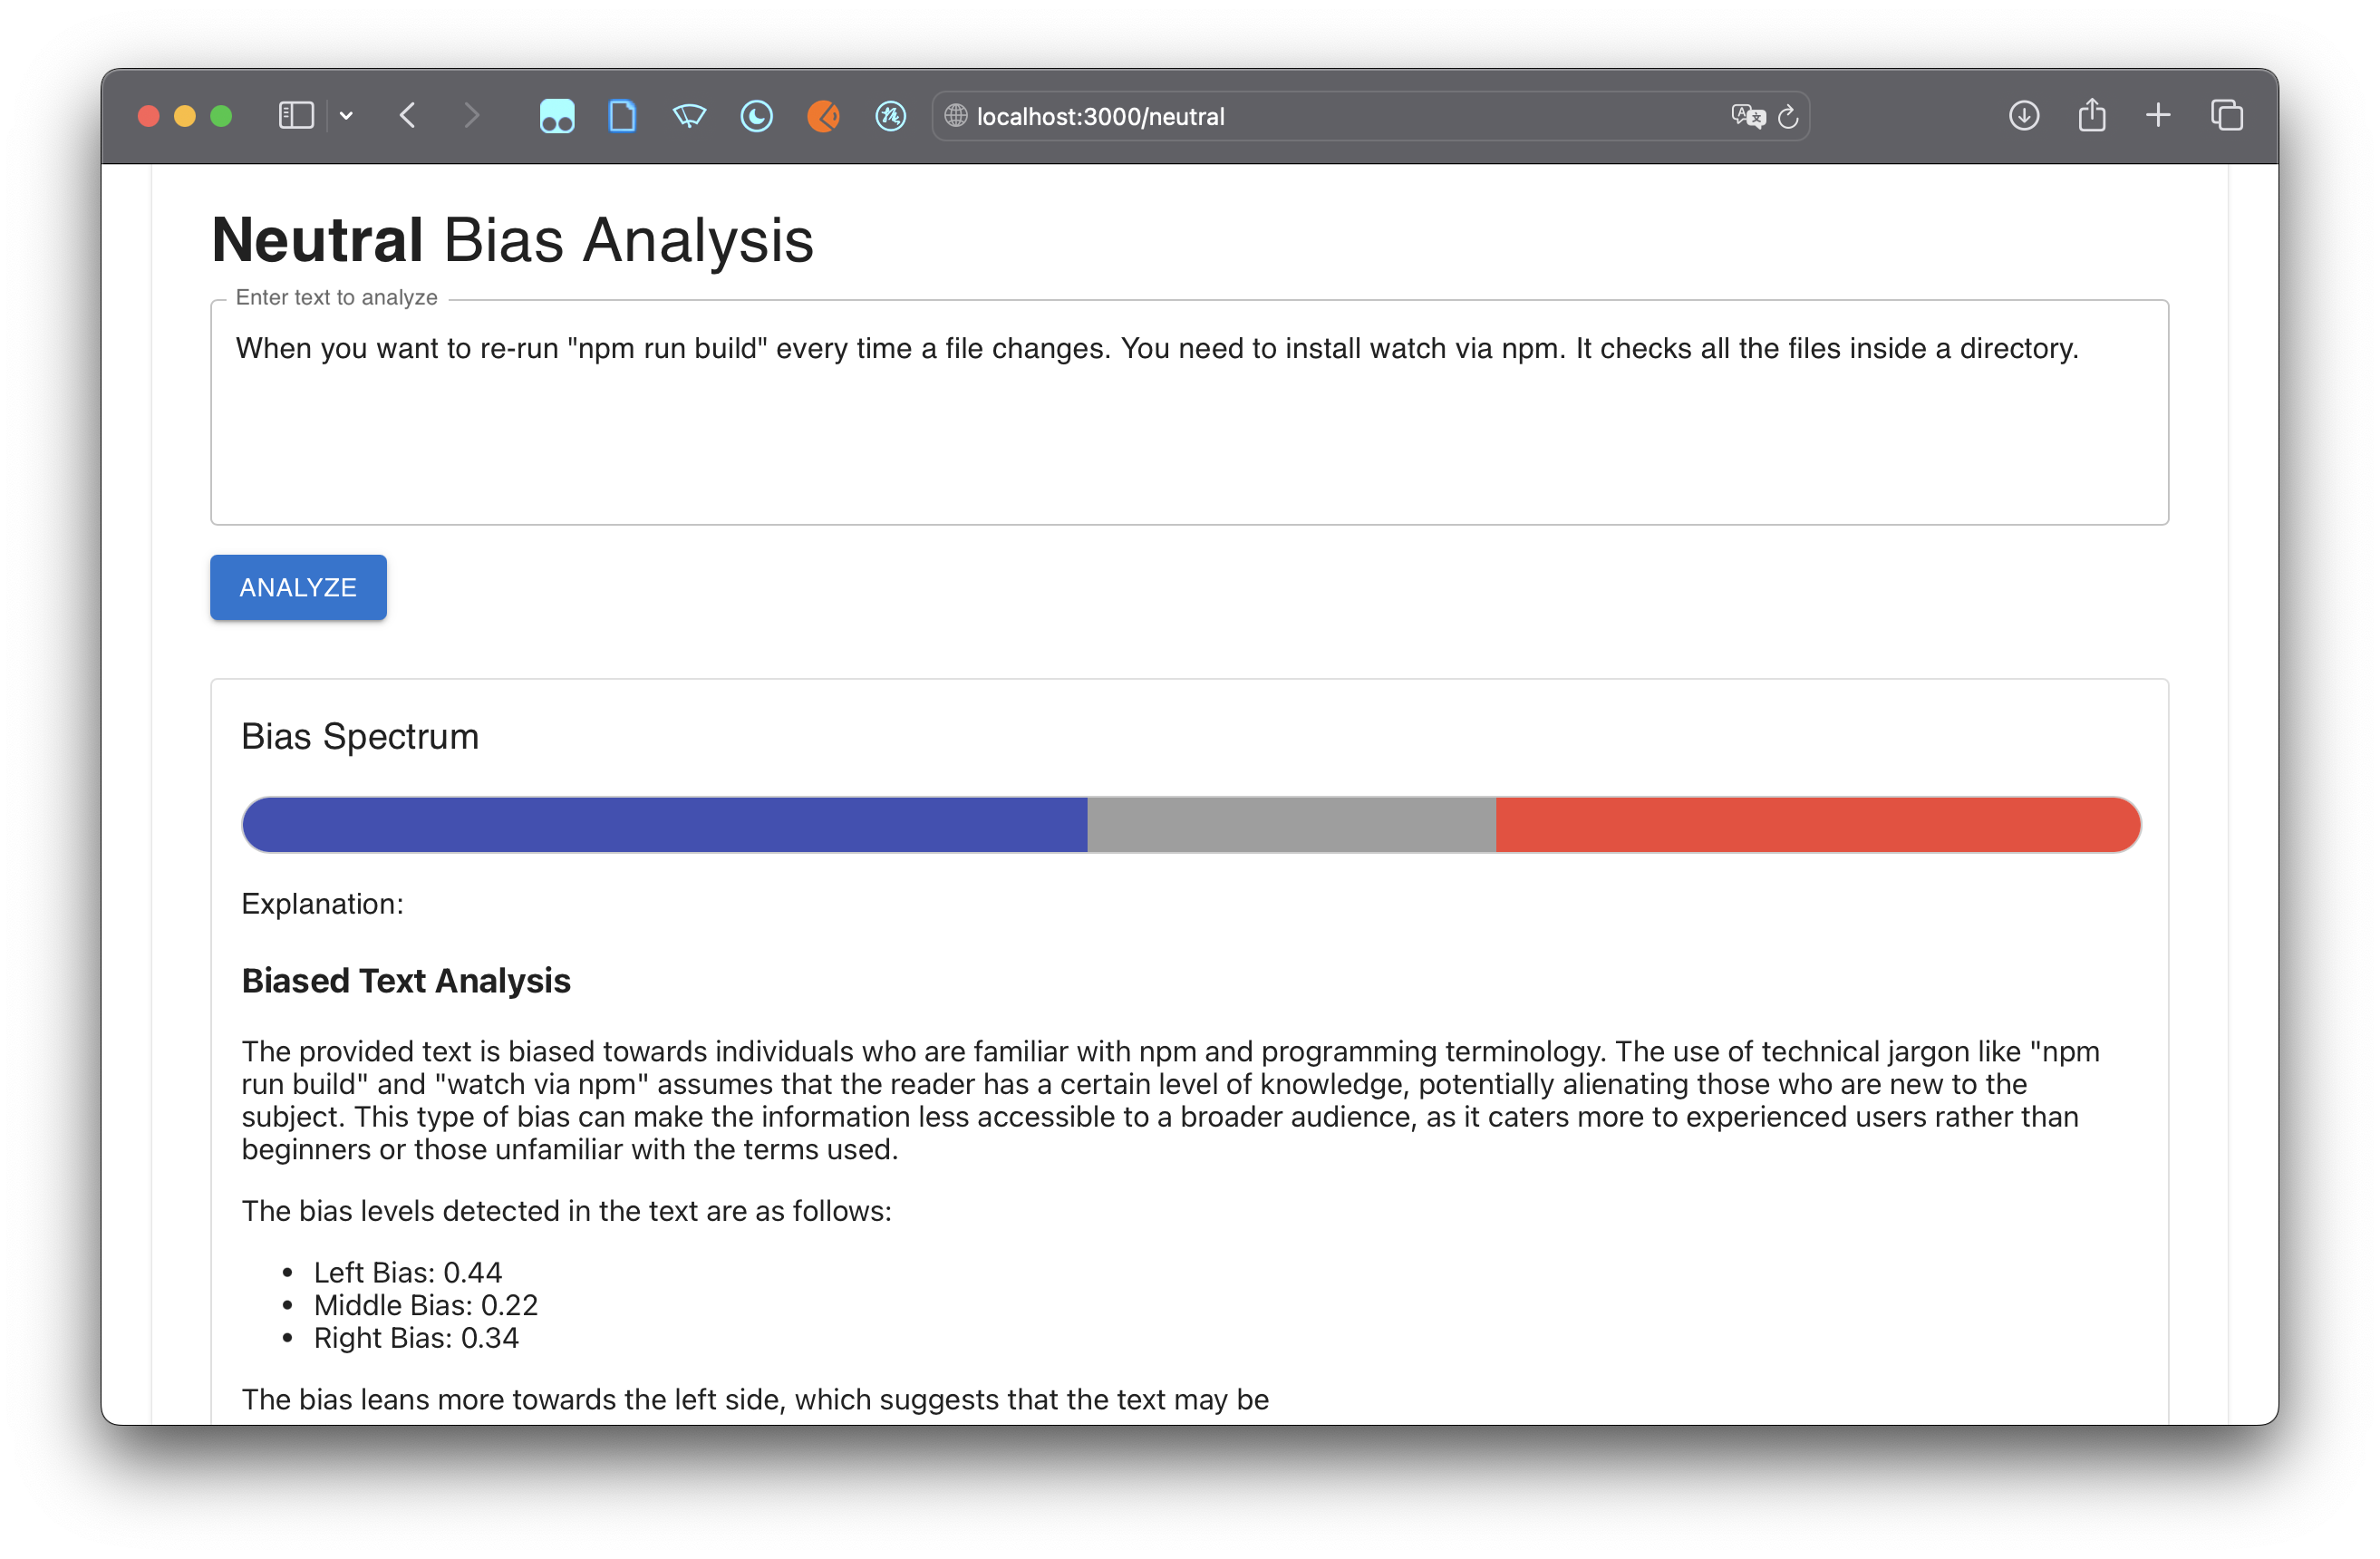 localhost:3000/neutral
Neutral Bias Analysis
Enter text to analyze
When you want to re-run "npm run build" every time a file changes. You need to install watch via npm. It checks all the files inside a directory.
ANALYZE
Bias Spectrum
Explanation:
Biased Text Analysis
The provided text is biased towards individuals who are familiar with npm and programming terminology. The use of technical jargon like "npm
run build" and "watch via npm" assumes that the reader has a certain level of knowledge, potentially alienating those who are new to the
subject. This type of bias can make the information less accessible to a broader audience, as it caters more to experienced users rather than
beginners or those unfamiliar with the terms used.
The bias levels detected in the text are as follows:
• Left Bias: 0.44
• Middle Bias: 0.22
• Right Bias: 0.34
The bias leans more towards the left side, which suggests that the text may be